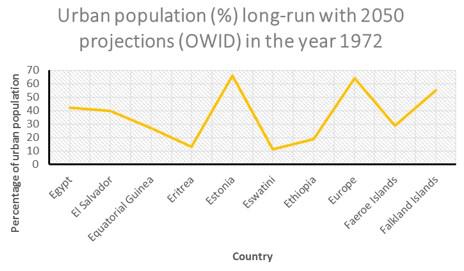 Urban population (%) long-run with 2050
projections (OWID) in the year 1972
Percentage of urban population
70
60
50
40
30
20
10
0
Egypt
El Salvador
Equatorial Guinea
Eritrea
Estonia
Eswatini
Ethiopia
Europe
Faeroe Islands
Falkland Islands
Country